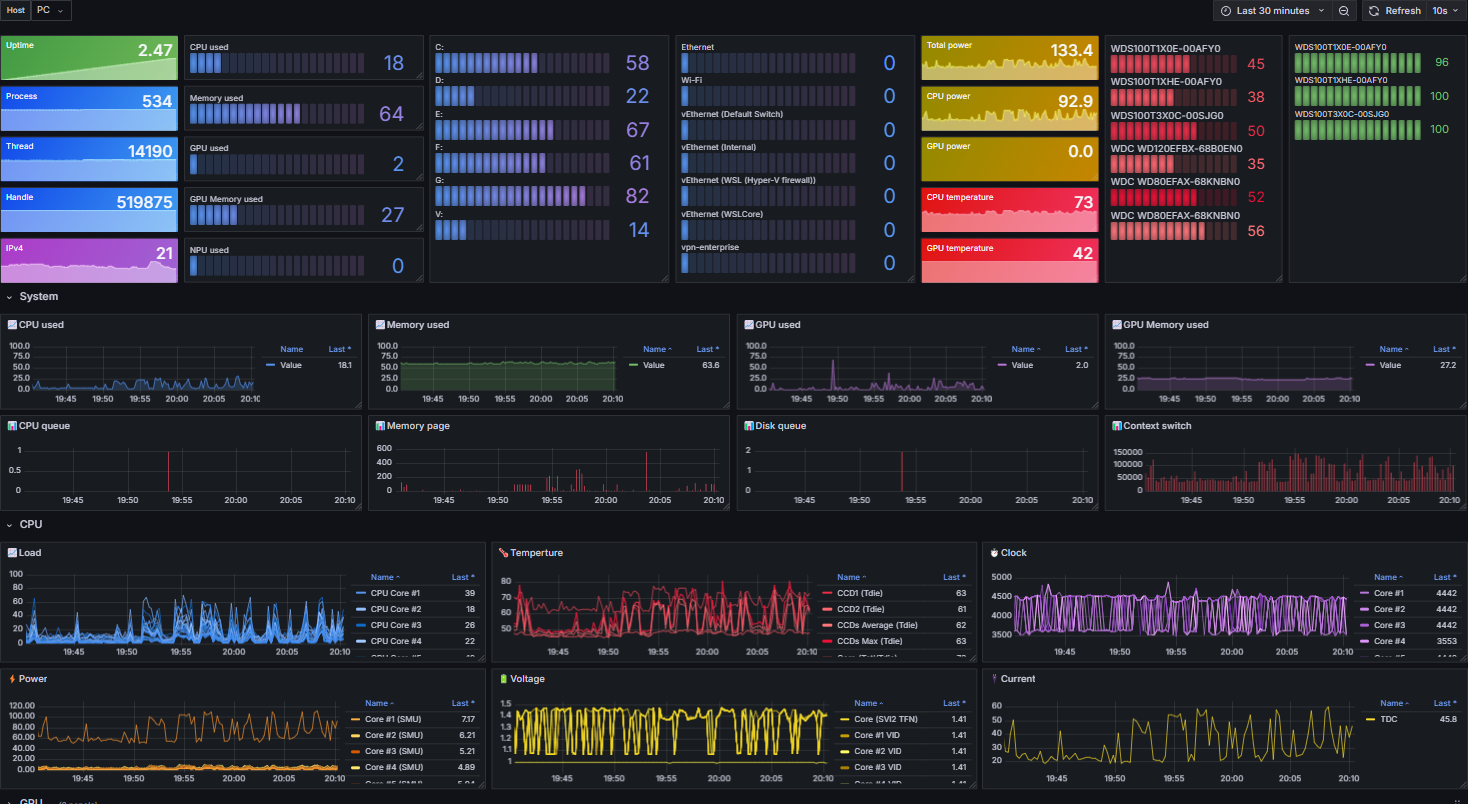 Host PC Last 30 minutes Refresh 10s
Uptime
2.47
Process
534
Thread
14190
Handle
519875
IPv4
21
CPU used
18
Memory used
64
GPU used
2
GPU Memory used
27
NPU used
0
C:
58
D:
22
E:
67
F:
61
G:
82
V:
14
Ethernet
0
Wi-Fi
0
vEthernet (Default Switch)
0
vEthernet (Internal)
0
vEthernet (WSL (Hyper-V firewall))
0
vEthernet (WSLCore)
0
vpn-enterprise
0
Total power
133.4
CPU power
92.9
GPU power
0.0
CPU temperature
73
GPU temperature
42
WDS100T1X0E-00AFY0
45
WDS100T1XHE-00AFY0
38
WDS100T3X0C-00SJG0
50
WDC WD120EFBX-68B0EN0
35
WDC WD80EFAX-68KNBN0
52
WDC WD80EFAX-68KNBN0
56
WDS100T1X0E-00AFY0
96
WDS100T1XHE-00AFY0
100
WDS100T3X0C-00SJG0
100
System
CPU used
100.0
75.0
50.0
25.0
0.0
19:45 19:50 19:55 20:00 20:05 20:10
Name Last *
Value 18.1
Memory used
100.0
75.0
50.0
25.0
0.0
19:45 19:50 19:55 20:00 20:05 20:10
Name Last *
Value 63.6
GPU used
100.0
75.0
50.0
25.0
0.0
19:45 19:50 19:55 20:00 20:05 20:10
Name Last *
Value 2.0
GPU Memory used
100.0
75.0
50.0
25.0
0.0
19:45 19:50 19:55 20:00 20:05 20:10
Name Last *
Value 27.2
CPU queue
1
0.5
0
19:45 19:50 19:55 20:00 20:05 20:10
Memory page
600
400
200
0
19:45 19:50 19:55 20:00 20:05 20:10
Disk queue
2
1
0
19:45 19:50 19:55 20:00 20:05 20:10
Context switch
150000
100000
50000
0
19:45 19:50 19:55 20:00 20:05 20:10
CPU
Load
100
80
60
40
20
0
19:45 19:50 19:55 20:00 20:05 20:10
Name Last *
CPU Core #1 39
CPU Core #2 18
CPU Core #3 26
CPU Core #4 22
Temperture
80
70
60
50
19:45 19:50 19:55 20:00 20:05 20:10
Name Last *
CCD1 (Tdie) 63
CCD2 (Tdie) 61
CCDs Average (Tdie) 62
CCDs Max (Tdie) 63
Clock
5000
4500
4000
3500
19:45 19:50 19:55 20:00 20:05 20:10
Name Last *
Core #1 4442
Core #2 4442
Core #3 4442
Core #4 3553
Power
120.00
100.00
80.00
60.00
40.00
20.00
0.00
19:45 19:50 19:55 20:00 20:05 20:10
Name Last *
Core #1 (SMU) 7.17
Core #2 (SMU) 6.21
Core #3 (SMU) 5.21
Core #4 (SMU) 4.89
Voltage
1.5
1.4
1.3
1.2
1.1
1
19:45 19:50 19:55 20:00 20:05 20:10
Name Last *
Core (SVI2 TFN) 1.41
Core #1 VID 1.41
Core #2 VID 1.41
Core #3 VID 1.41
Current
60
50
40
30
20
19:45 19:50 19:55 20:00 20:05 20:10
Name Last *
TDC 45.8